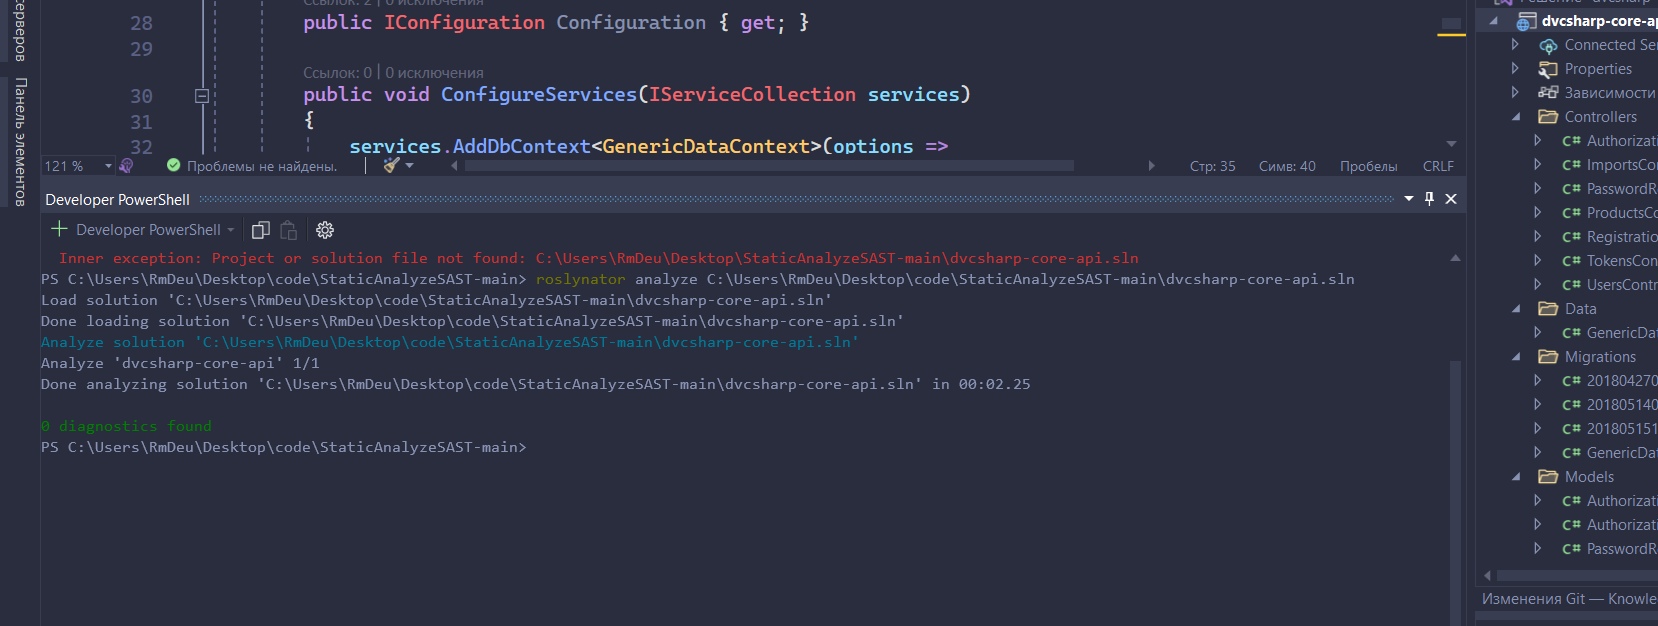 Ссылок: 2 | 0 исключения
28 public IConfiguration Configuration { get; }
29
Ссылок: 0 | 0 исключения
30 public void ConfigureServices(IServiceCollection services)
31 {
32 services.AddDbContext<GenericDataContext>(options =>
121 % Проблемы не найдены. Стр: 35 Симв: 40 Пробелы CRLF
Developer PowerShell
Developer PowerShell
Inner exception: Project or solution file not found: C:\Users\RmDeu\Desktop\StaticAnalyzeSAST-main\dvcsharp-core-api.sln
PS C:\Users\RmDeu\Desktop\code\StaticAnalyzeSAST-main> roslynator analyze C:\Users\RmDeu\Desktop\code\StaticAnalyzeSAST-main\dvcsharp-core-api.sln
Load solution 'C:\Users\RmDeu\Desktop\code\StaticAnalyzeSAST-main\dvcsharp-core-api.sln'
Done loading solution 'C:\Users\RmDeu\Desktop\code\StaticAnalyzeSAST-main\dvcsharp-core-api.sln'
Analyze solution 'C:\Users\RmDeu\Desktop\code\StaticAnalyzeSAST-main\dvcsharp-core-api.sln'
Analyze 'dvcsharp-core-api' 1/1
Done analyzing solution 'C:\Users\RmDeu\Desktop\code\StaticAnalyzeSAST-main\dvcsharp-core-api.sln' in 00:02.25
0 diagnostics found
PS C:\Users\RmDeu\Desktop\code\StaticAnalyzeSAST-main>
серверов
Панель элементов
dvcsharp-core-ap
Connected Se
Properties
Зависимости
Controllers
C# Authorizati
C# ImportsCo
C# PasswordR
C# ProductsCo
C# Registratio
C# TokensCon
C# UsersContr
Data
C# GenericDat
Migrations
C# 201804270
C# 201805140
C# 201805151
C# GenericDat
Models
C# Authorizati
C# Authorizati
C# PasswordR
Изменения Git — Knowle